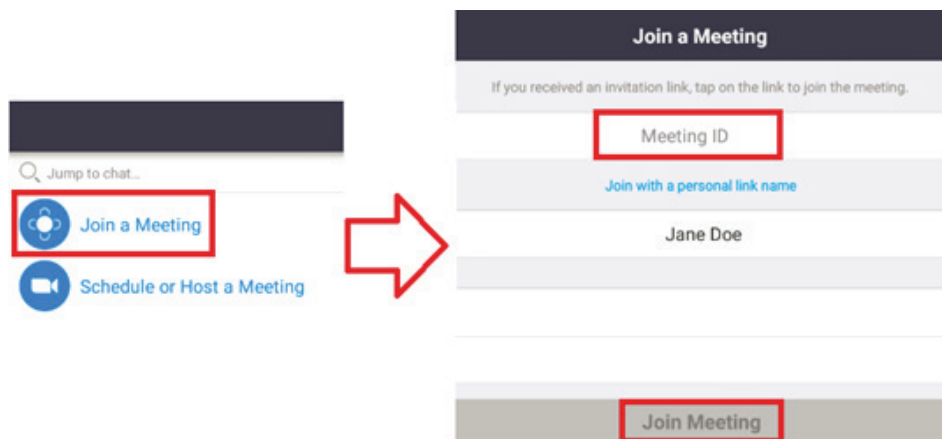 Jump to chat...
Join a Meeting
Schedule or Host a Meeting
Join a Meeting
If you received an invitation link, tap on the link to join the meeting.
Meeting ID
Join with a personal link name
Jane Doe
Join Meeting